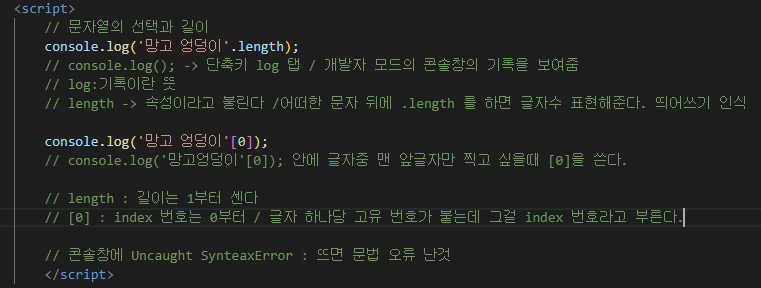 <script>
// 문자열의 선택과 길이
console.log('망고 엉덩이'.length);
// console.log(); -> 단축키 log 탭 / 개발자 모드의 콘솔창의 기록을 보여줌
// log:기록이란 뜻
// length -> 속성이라고 불린다 /어떠한 문자 뒤에 .length 를 하면 글자수 표현해준다. 띄어쓰기 인식
console.log('망고 엉덩이'[0]);
// console.log('망고엉덩이'[0]); 안에 글자중 맨 앞글자만 찍고 싶을때 [0]을 쓴다.
// length : 길이는 1부터 센다
// [0] : index 번호는 0부터 / 글자 하나당 고유 번호가 붙는데 그걸 index 번호라고 부른다.
// 콘솔창에 Uncaught SynteaxError : 뜨면 문법 오류 난것
</script>